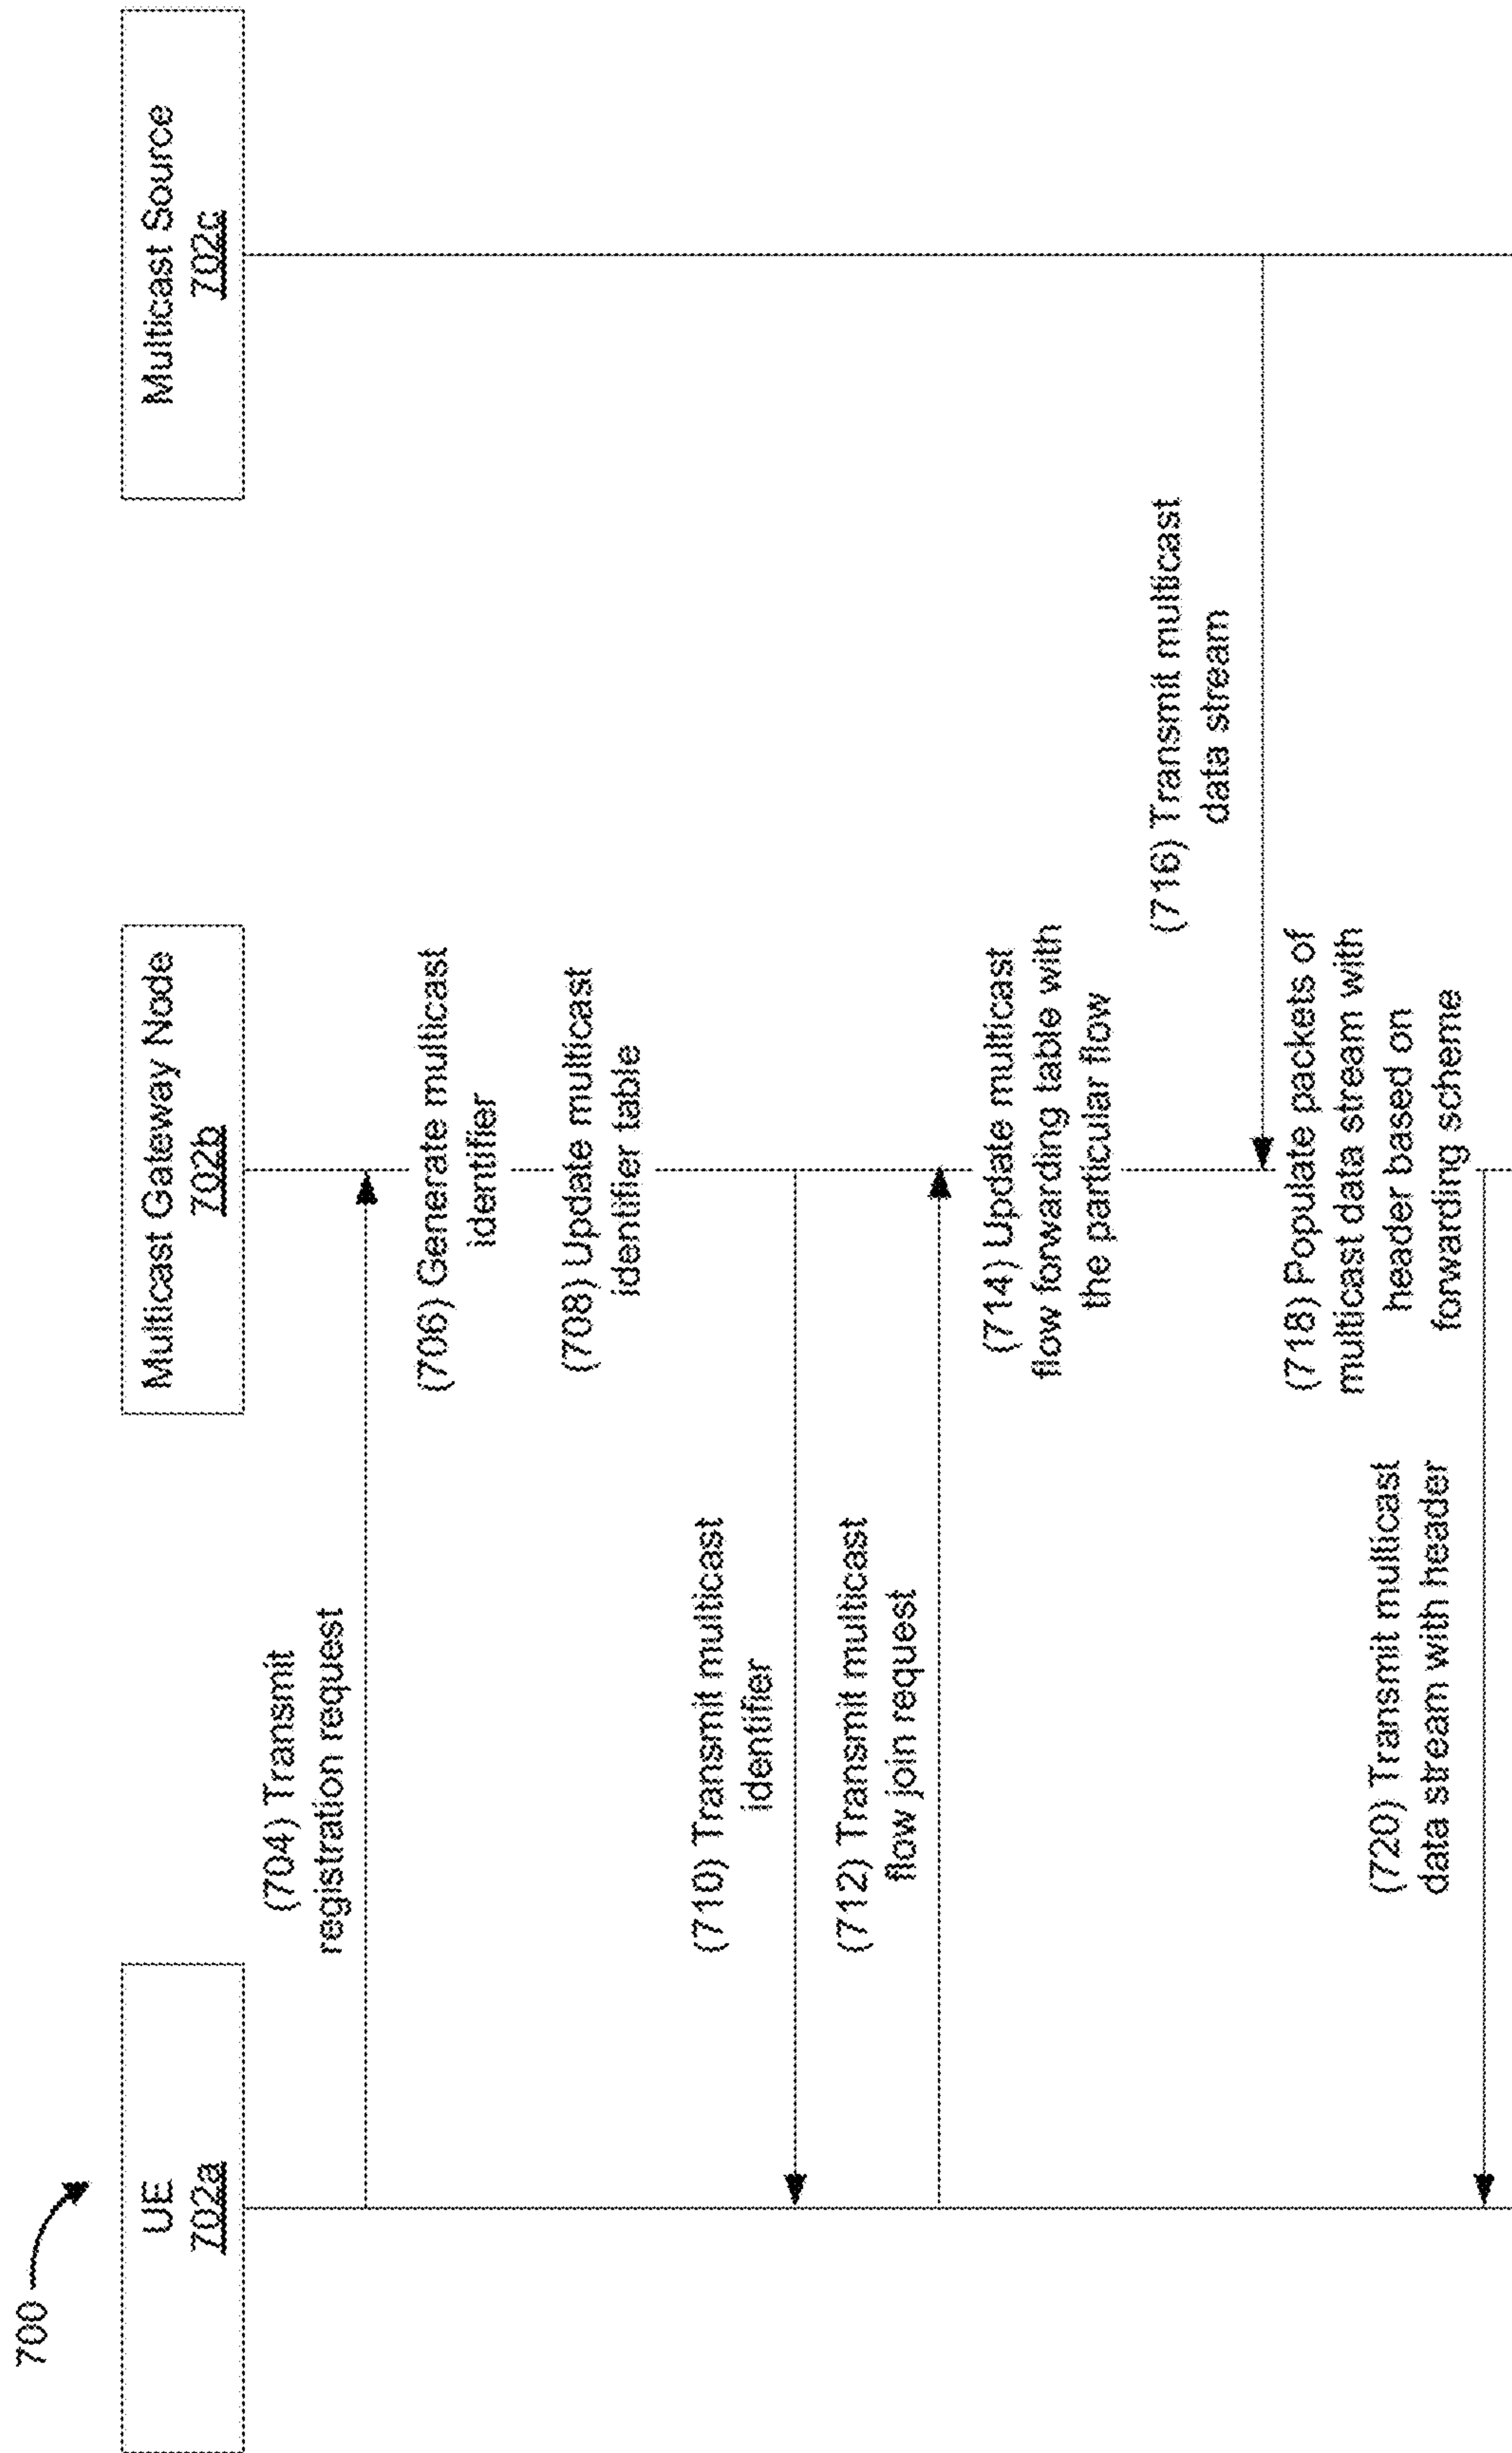 700
UE
702a
Multicast Gateway Node
702b
Multicast Source
702c
(704) Transmit
registration request
(706) Generate multicast
identifier
(708) Update multicast
identifier table
(710) Transmit multicast
identifier
(712) Transmit multicast
flow join request
(714) Update multicast
flow forwarding table with
the particular flow
(716) Transmit multicast
data stream
(718) Populate packets of
multicast data stream with
header based on
forwarding scheme
(720) Transmit multicast
data stream with header